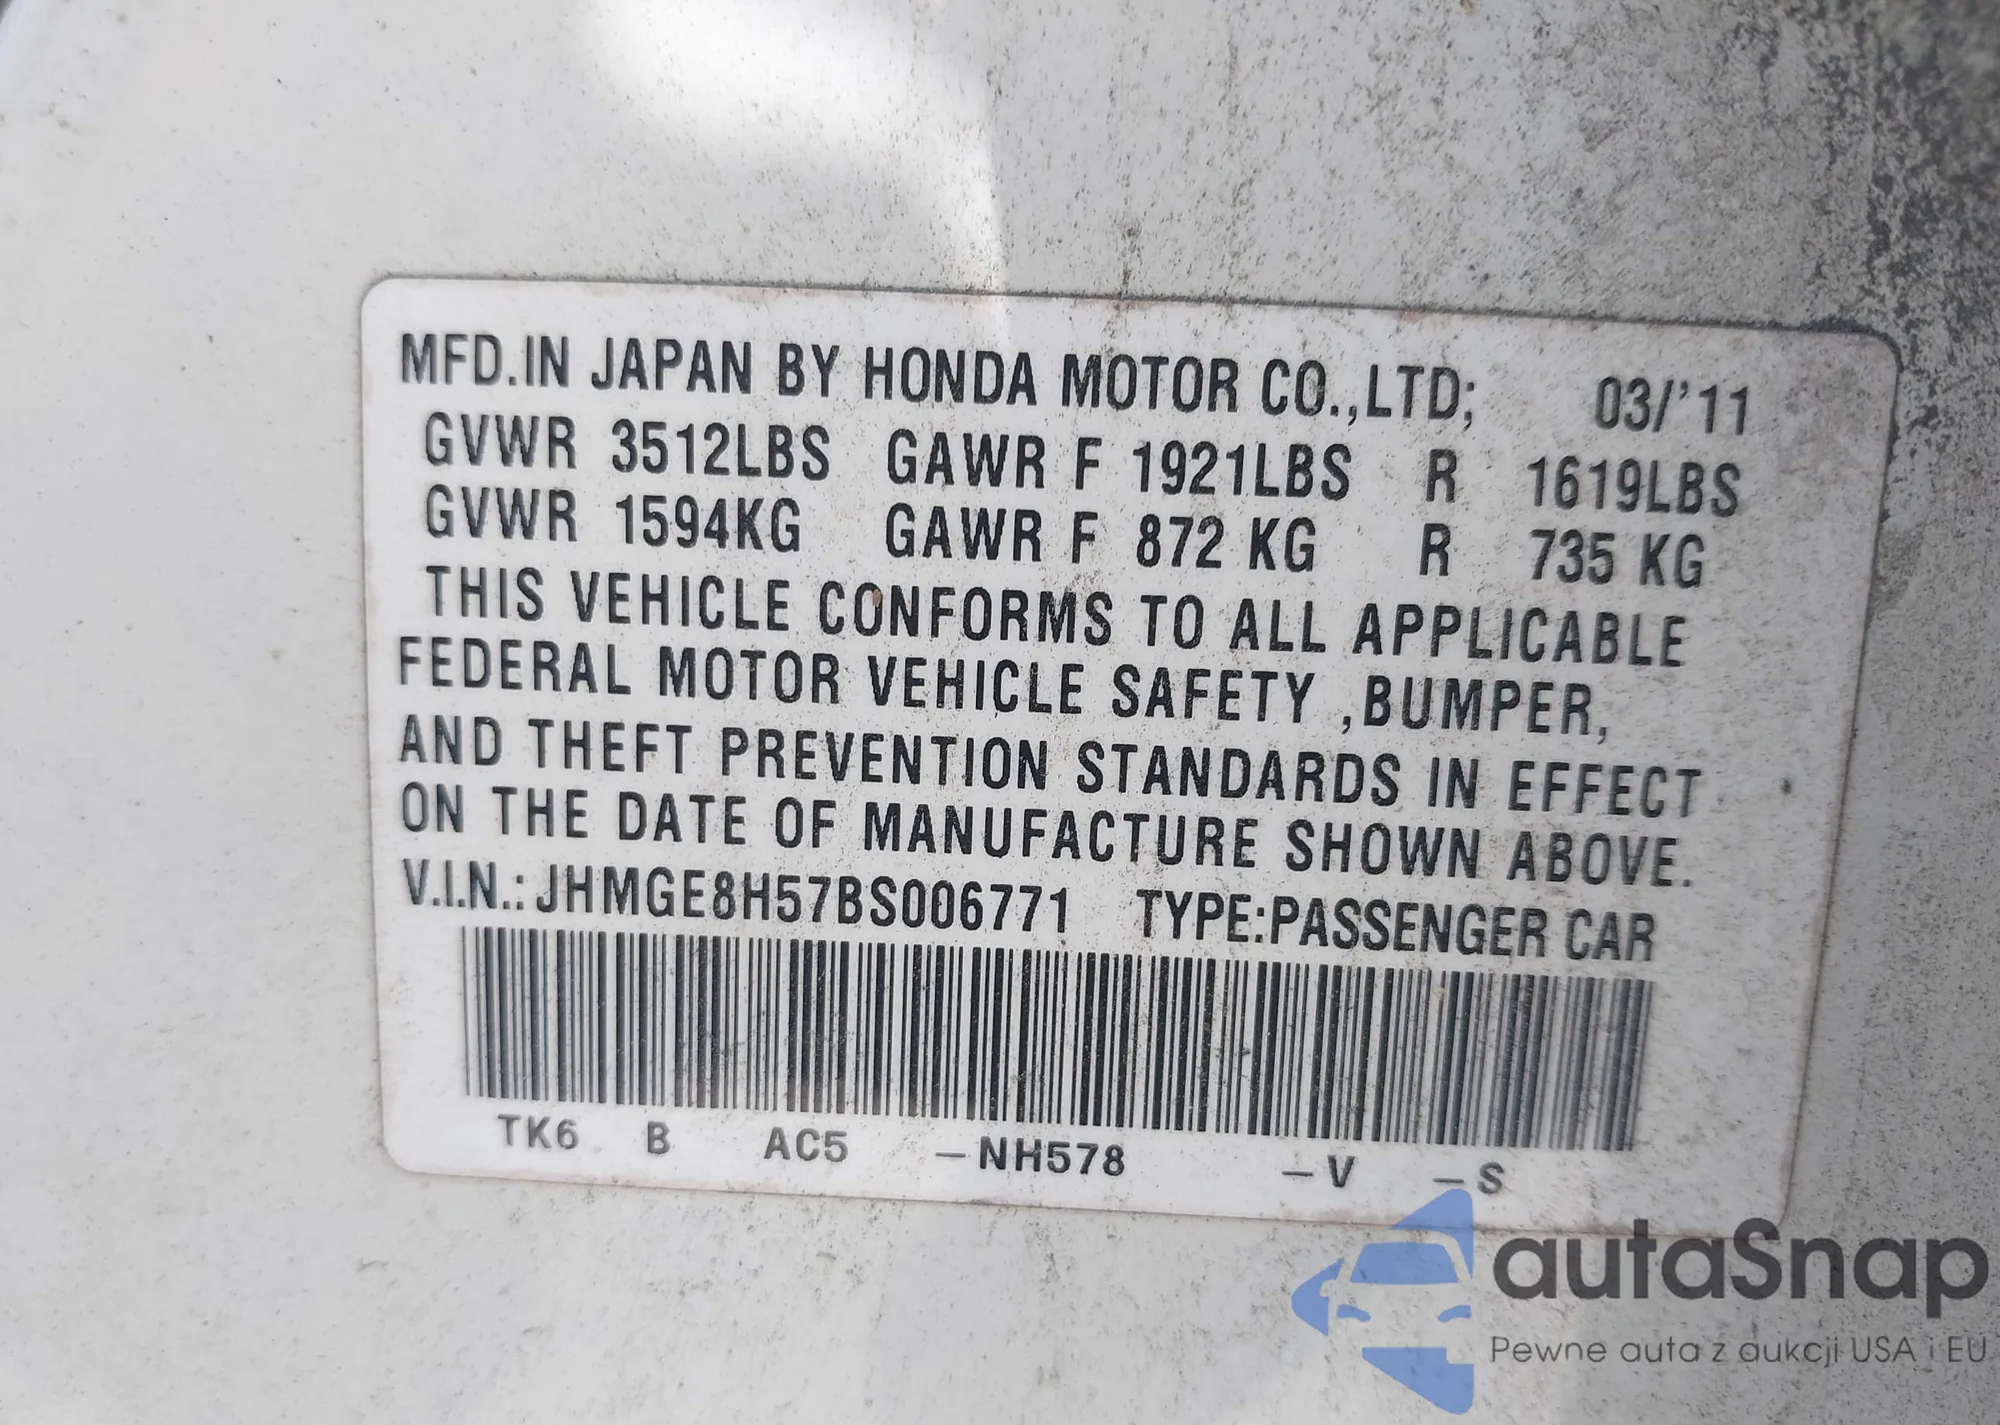 MFD.IN JAPAN BY HONDA MOTOR CO.,LTD; 03/'11
GVWR 3512LBS GAWR F 1921LBS R 1619LBS
GVWR 1594KG GAWR F 872 KG R 735 KG
THIS VEHICLE CONFORMS TO ALL APPLICABLE
FEDERAL MOTOR VEHICLE SAFETY ,BUMPER,
AND THEFT PREVENTION STANDARDS IN EFFECT
ON THE DATE OF MANUFACTURE SHOWN ABOVE.
V.I.N.: JHMGE8H57BS006771 TYPE:PASSENGER CAR
TK6 B AC5 –NH578 –V –S
autaSnap
Pewne auta z aukcji USA i EU